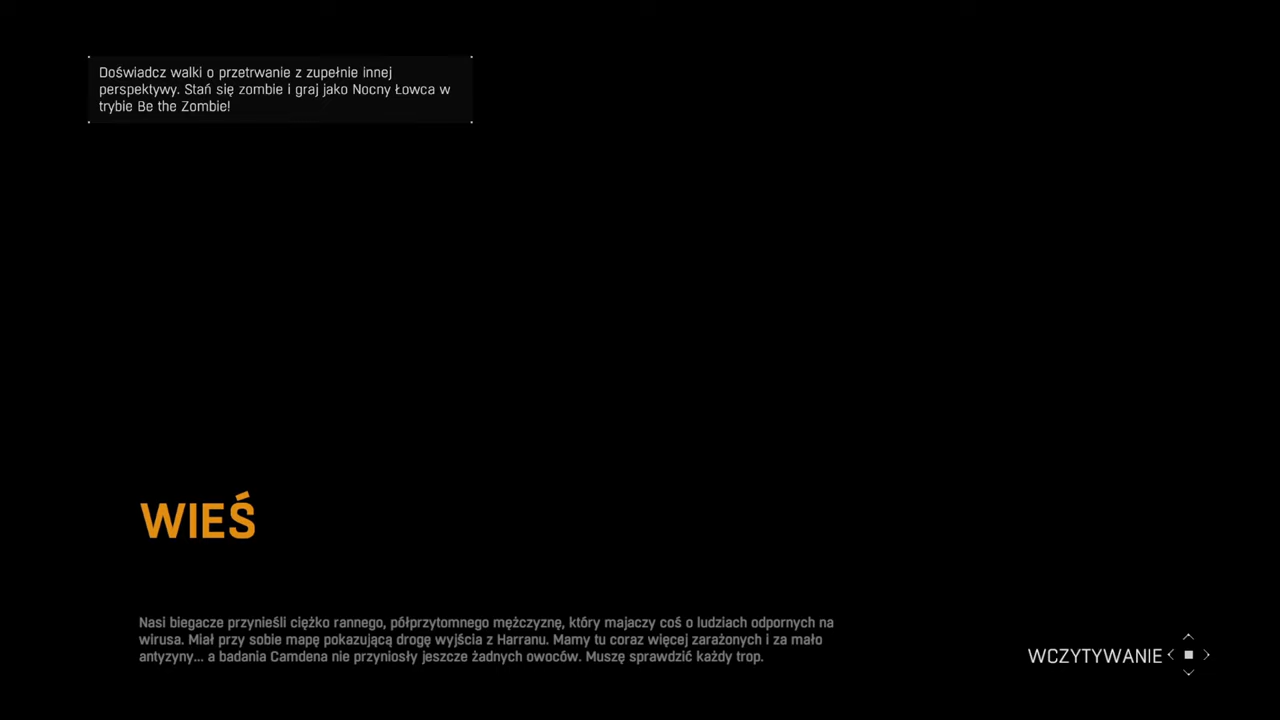 Doświadcz walki o przetrwanie z zupełnie innej
perspektywy. Stań się zombie i graj jako Nocny Łowca w
trybie Be the Zombie!
WIEŚ
Nasi biegacze przynieśli ciężko rannego, półprzytomnego mężczyznę, który majaczy coś o ludziach odpornych na
wirusa. Miał przy sobie mapę pokazującą drogę wyjścia z Harranu. Mamy tu coraz więcej zarażonych i za mało
antyzyny... a badania Camdena nie przyniosły jeszcze żadnych owoców. Muszę sprawdzić każdy trop.
WCZYTYWANIE